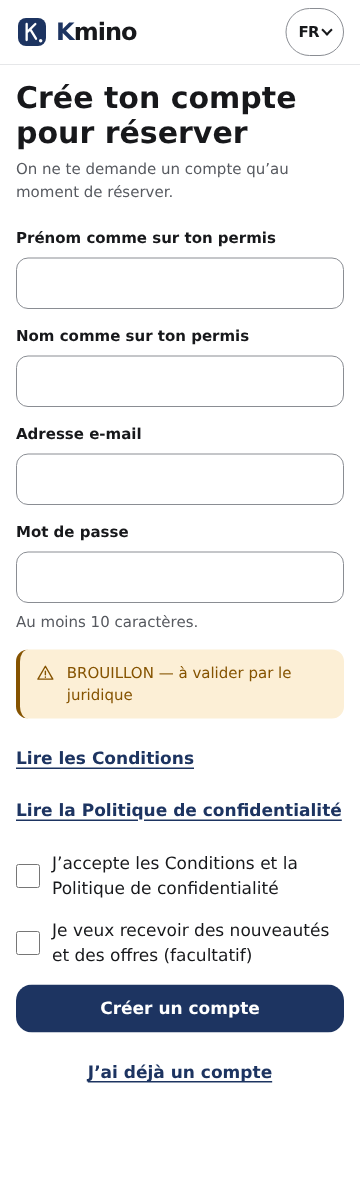 K. Kmino
FR
Crée ton compte
pour réserver
On ne te demande un compte qu’au
moment de réserver.
Prénom comme sur ton permis
Nom comme sur ton permis
Adresse e-mail
Mot de passe
Au moins 10 caractères.
BROUILLON — à valider par le
juridique
Lire les Conditions
Lire la Politique de confidentialité
J’accepte les Conditions et la
Politique de confidentialité
Je veux recevoir des nouveautés
et des offres (facultatif)
Créer un compte
J’ai déjà un compte